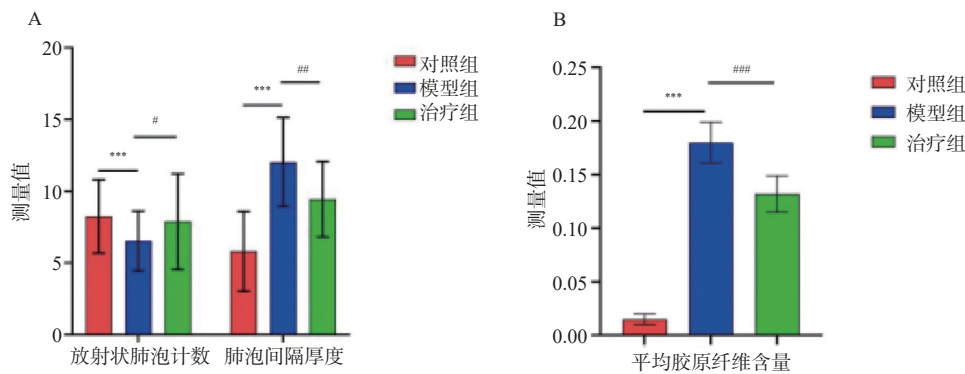 A
20
15
10
5
0
测量值
***
#
***
##
对照组
模型组
治疗组
放射状肺泡计数
肺泡间隔厚度
B
0.25
0.20
0.15
0.10
0.05
0.00
测量值
***
###
对照组
模型组
治疗组
平均胶原纤维含量